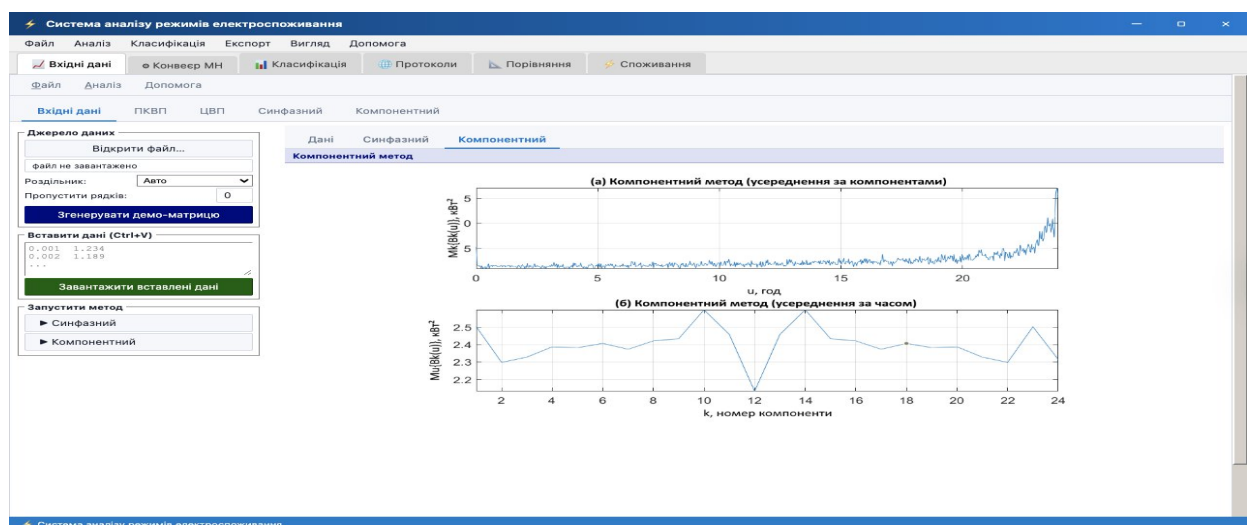 Система аналізу режимів електроспоживання
Файл Аналіз Класифікація Експорт Вигляд Допомога
Вхідні дані Конвеєр МН Класифікація Протоколи Порівняння Споживання
Файл Аналіз Допомога
Вхідні дані ПКВП ЦВП Синфазний Компонентний
Джерело даних
Відкрити файл...
файл не завантажено
Роздільник: Авто
Пропустити рядків: 0
Згенерувати демо-матрицю
Вставити дані (Ctrl+V)
0.001 1.234
0.002 1.189
...
Завантажити вставлені дані
Запустити метод
► Синфазний
► Компонентний
Дані Синфазний Компонентний
Компонентний метод
(а) Компонентний метод (усереднення за компонентами)
Mk{Bk(u)}, кВт²
5
0
5
0 5 10 15 20
u, год
(б) Компонентний метод (усереднення за часом)
Mu{Bk(u)}, кВт²
2.5
2.4
2.3
2.2
2 4 6 8 10 12 14 16 18 20 22 24
k, номер компоненти
Система аналізу режимів електроспоживання